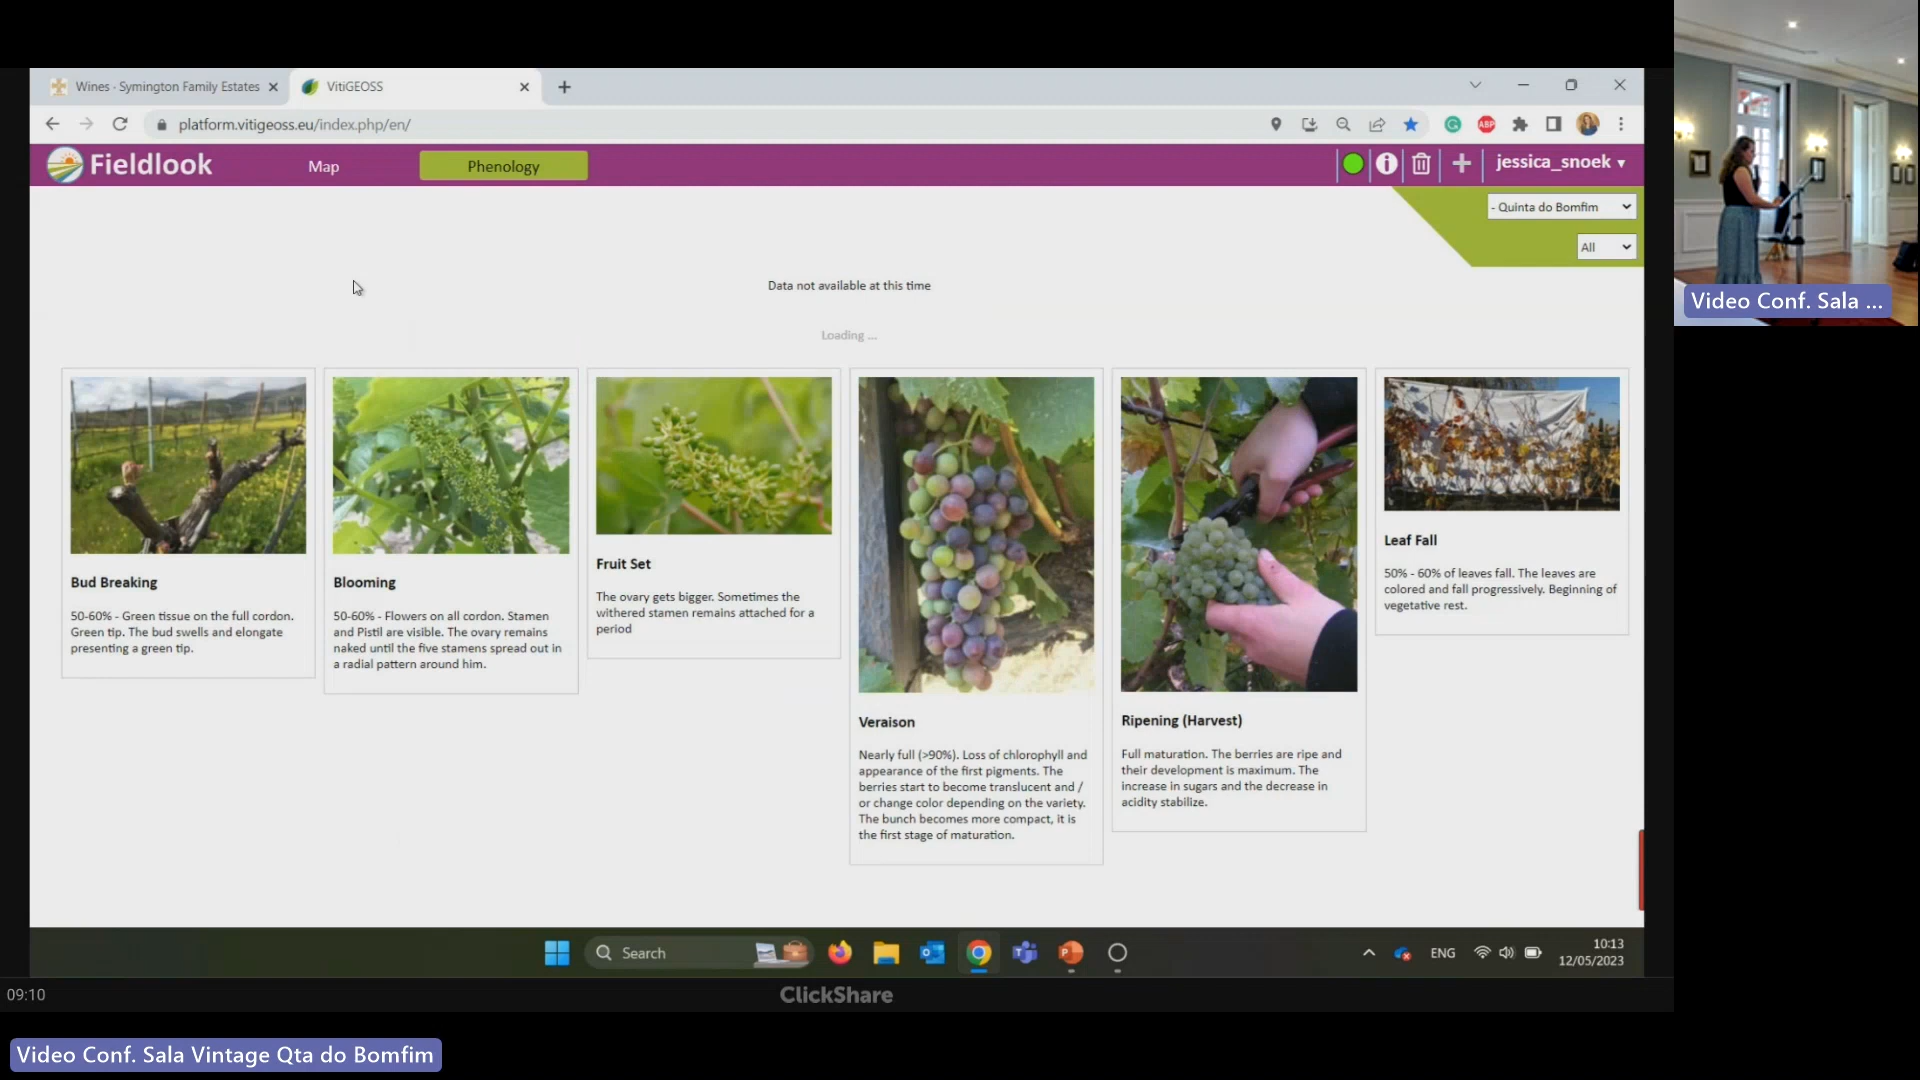 Wines - Symington Family Estates
VitiGEOSS
platform.vitigeoss.eu/index.php/en/
ABP
Fieldlook
Map
Phenology
jessica_snoek
- Quinta do Bomfim
All
Data not available at this time
Loading ...
Bud Breaking
50-60% - Green tissue on the full cordon.
Green tip. The bud swells and elongate
presenting a green tip.
Blooming
50-60% - Flowers on all cordon. Stamen
and Pistil are visible. The ovary remains
naked until the five stamens spread out in
a radial pattern around him.
Fruit Set
The ovary gets bigger. Sometimes the
withered stamen remains attached for a
period
Veraison
Nearly full (>90%). Loss of chlorophyll and
appearance of the first pigments. The
berries start to become translucent and /
or change color depending on the variety.
The bunch becomes more compact, it is
the first stage of maturation.
Ripening (Harvest)
Full maturation. The berries are ripe and
their development is maximum. The
increase in sugars and the decrease in
acidity stabilize.
Leaf Fall
50% - 60% of leaves fall. The leaves are
colored and fall progressively. Beginning of
vegetative rest.
Search
ENG
10:13
12/05/2023
09:10
ClickShare
Video Conf. Sala ...
Video Conf. Sala Vintage Qta do Bomfim